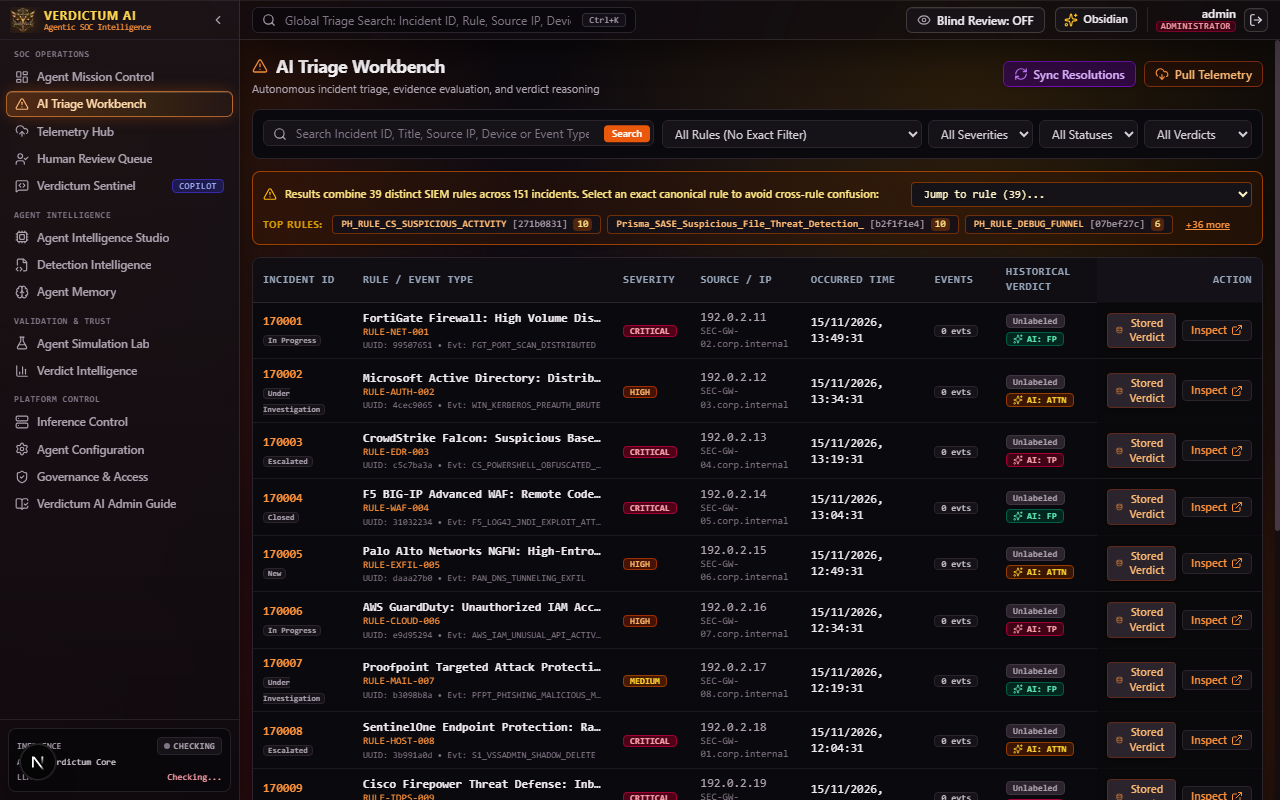 VERDICTUM AI
Agentic SOC Intelligence
Global Triage Search: Incident ID, Rule, Source IP, Devic
Ctrl+K
Blind Review: OFF
Obsidian
admin
ADMINISTRATOR
SOC OPERATIONS
Agent Mission Control
AI Triage Workbench
Telemetry Hub
Human Review Queue
Verdictum Sentinel
COPILOT
AGENT INTELLIGENCE
Agent Intelligence Studio
Detection Intelligence
Agent Memory
VALIDATION & TRUST
Agent Simulation Lab
Verdict Intelligence
PLATFORM CONTROL
Inference Control
Agent Configuration
Governance & Access
Verdictum AI Admin Guide
CHECKING
N
rdictum Core
Checking...
AI Triage Workbench
Autonomous incident triage, evidence evaluation, and verdict reasoning
Sync Resolutions
Pull Telemetry
Search Incident ID, Title, Source IP, Device or Event Type
Search
All Rules (No Exact Filter)
All Severities
All Statuses
All Verdicts
Results combine 39 distinct SIEM rules across 151 incidents. Select an exact canonical rule to avoid cross-rule confusion:
Jump to rule (39)...
TOP RULES:
PH_RULE_CS_SUSPICIOUS_ACTIVITY [271b0831] 10
Prisma_SASE_Suspicious_File_Threat_Detection_ [b2f1f1e4] 10
PH_RULE_DEBUG_FUNNEL [07bef27c] 6
+36 more
INCIDENT ID
RULE / EVENT TYPE
SEVERITY
SOURCE / IP
OCCURRED TIME
EVENTS
HISTORICAL
VERDICT
ACTION
170001
In Progress
FortiGate Firewall: High Volume Dis…
RULE-NET-001
UUID: 99507651 • Evt: FGT_PORT_SCAN_DISTRIBUTED
CRITICAL
192.0.2.11
SEC-GW-
02.corp.internal
15/11/2026,
13:49:31
0 evts
Unlabeled
AI: FP
Stored
Verdict
Inspect
170002
Under
Investigation
Microsoft Active Directory: Distrib…
RULE-AUTH-002
UUID: 4cec9065 • Evt: WIN_KERBEROS_PREAUTH_BRUTE
HIGH
192.0.2.12
SEC-GW-
03.corp.internal
15/11/2026,
13:34:31
0 evts
Unlabeled
AI: ATTN
Stored
Verdict
Inspect
170003
Escalated
CrowdStrike Falcon: Suspicious Base…
RULE-EDR-003
UUID: c5c7ba3a • Evt: CS_POWERSHELL_OBFUSCATED_…
CRITICAL
192.0.2.13
SEC-GW-
04.corp.internal
15/11/2026,
13:19:31
0 evts
Unlabeled
AI: TP
Stored
Verdict
Inspect
170004
Closed
F5 BIG-IP Advanced WAF: Remote Code…
RULE-WAF-004
UUID: 31032234 • Evt: F5_LOG4J_JNDI_EXPLOIT_ATT…
CRITICAL
192.0.2.14
SEC-GW-
05.corp.internal
15/11/2026,
13:04:31
0 evts
Unlabeled
AI: FP
Stored
Verdict
Inspect
170005
New
Palo Alto Networks NGFW: High-Entro…
RULE-EXFIL-005
UUID: daaa27b0 • Evt: PAN_DNS_TUNNELING_EXFIL
HIGH
192.0.2.15
SEC-GW-
06.corp.internal
15/11/2026,
12:49:31
0 evts
Unlabeled
AI: ATTN
Stored
Verdict
Inspect
170006
In Progress
AWS GuardDuty: Unauthorized IAM Acc…
RULE-CLOUD-006
UUID: e9d95294 • Evt: AWS_IAM_UNUSUAL_API_ACTIV…
HIGH
192.0.2.16
SEC-GW-
07.corp.internal
15/11/2026,
12:34:31
0 evts
Unlabeled
AI: TP
Stored
Verdict
Inspect
170007
Under
Investigation
Proofpoint Targeted Attack Protecti…
RULE-MAIL-007
UUID: b3098b8a • Evt: PFPT_PHISHING_MALICIOUS_M…
MEDIUM
192.0.2.17
SEC-GW-
08.corp.internal
15/11/2026,
12:19:31
0 evts
Unlabeled
AI: FP
Stored
Verdict
Inspect
170008
Escalated
SentinelOne Endpoint Protection: Ra…
RULE-HOST-008
UUID: 3b991a0d • Evt: S1_VSSADMIN_SHADOW_DELETE
CRITICAL
192.0.2.18
SEC-GW-
01.corp.internal
15/11/2026,
12:04:31
0 evts
Unlabeled
AI: ATTN
Stored
Verdict
Inspect
170009
Cisco Firepower Threat Defense: Inb…
RULE-IDPS-009
CRITICAL
192.0.2.19
SEC-GW-
15/11/2026,
Unlabeled
Stored
Inspect